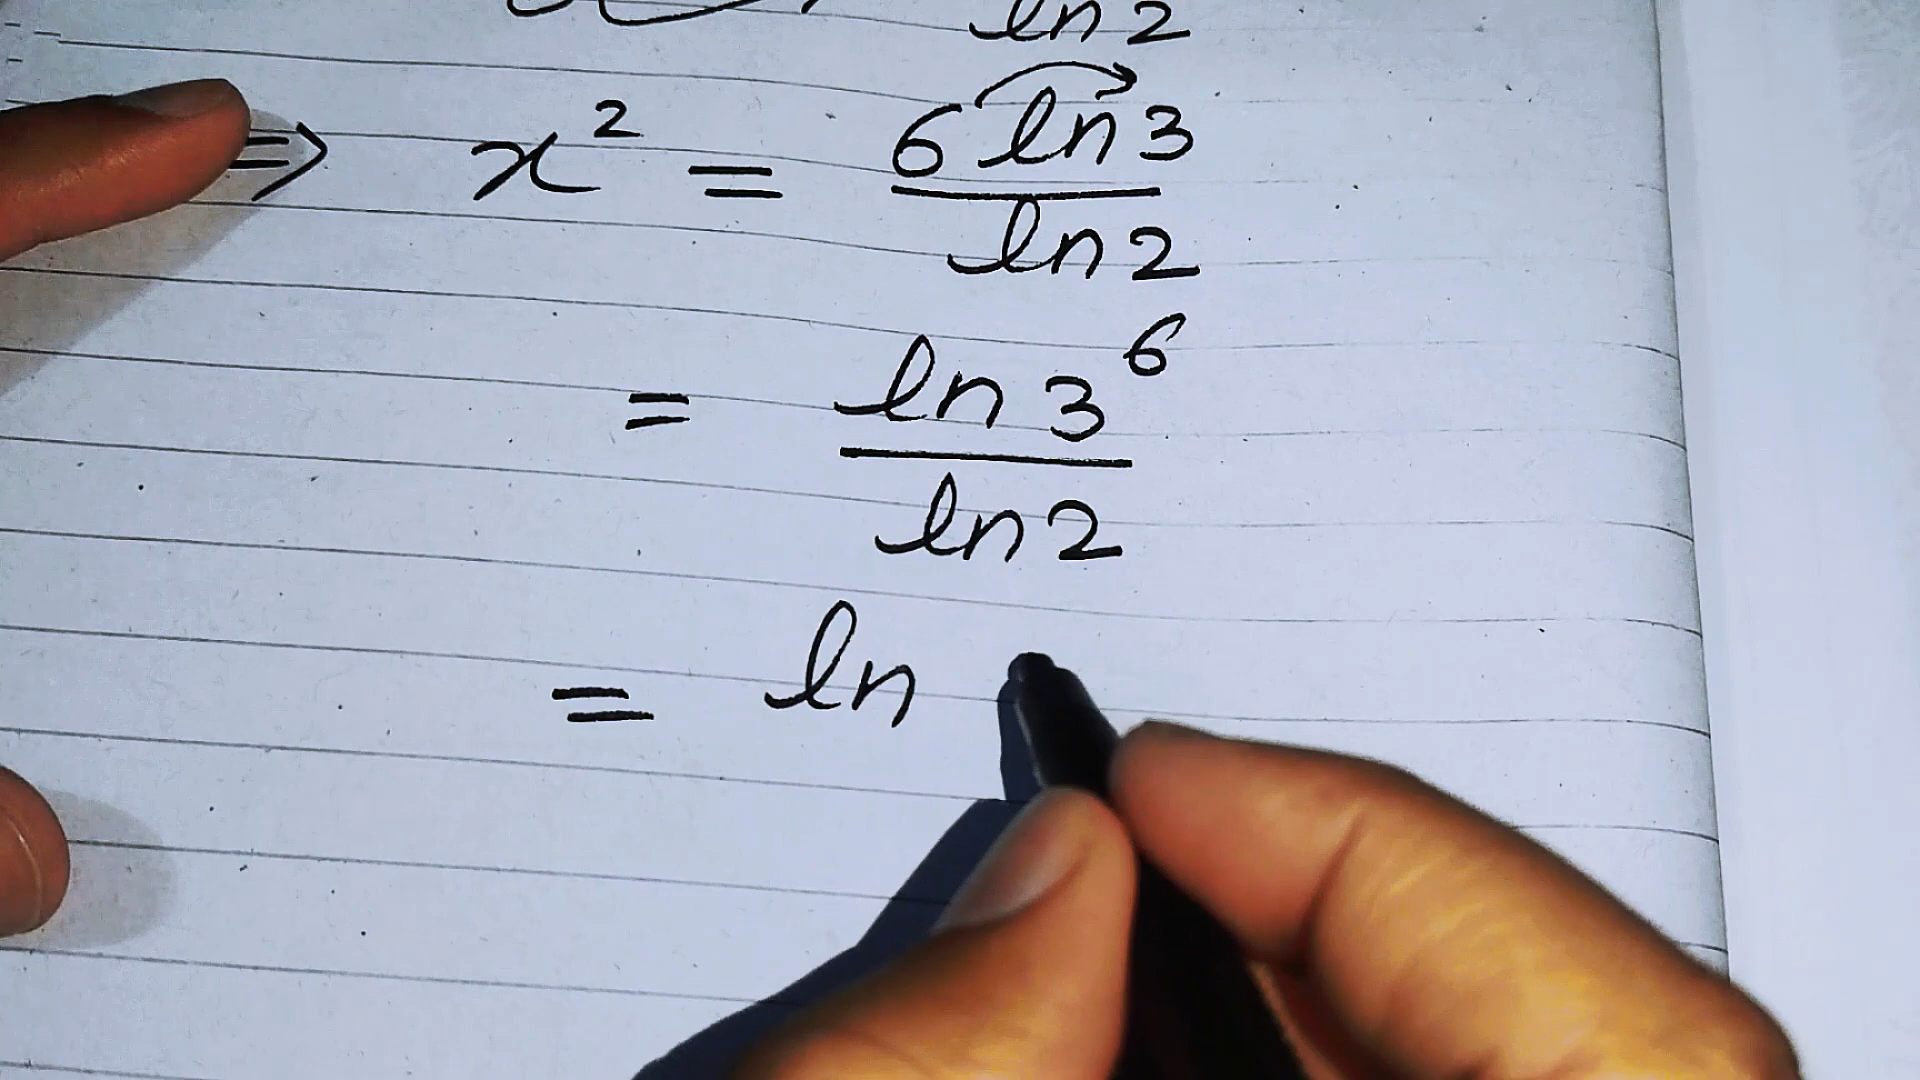 ln 2
⇒ x² = 6 ln 3
ln 2
= ln 3⁶
ln 2
= ln